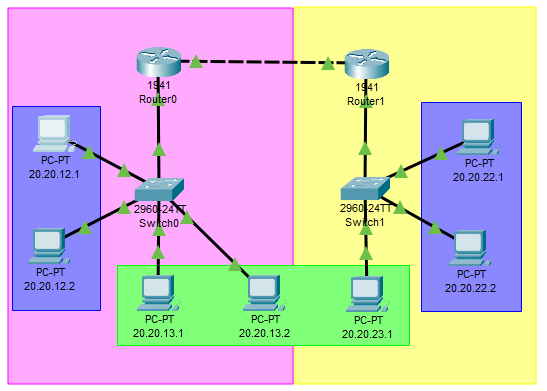 1941
Router0
1941
Router1
PC-PT
20.20.12.1
2960-24TT
Switch0
2960-24TT
Switch1
PC-PT
20.20.22.1
PC-PT
20.20.12.2
PC-PT
20.20.22.2
PC-PT
20.20.13.1
PC-PT
20.20.13.2
PC-PT
20.20.23.1